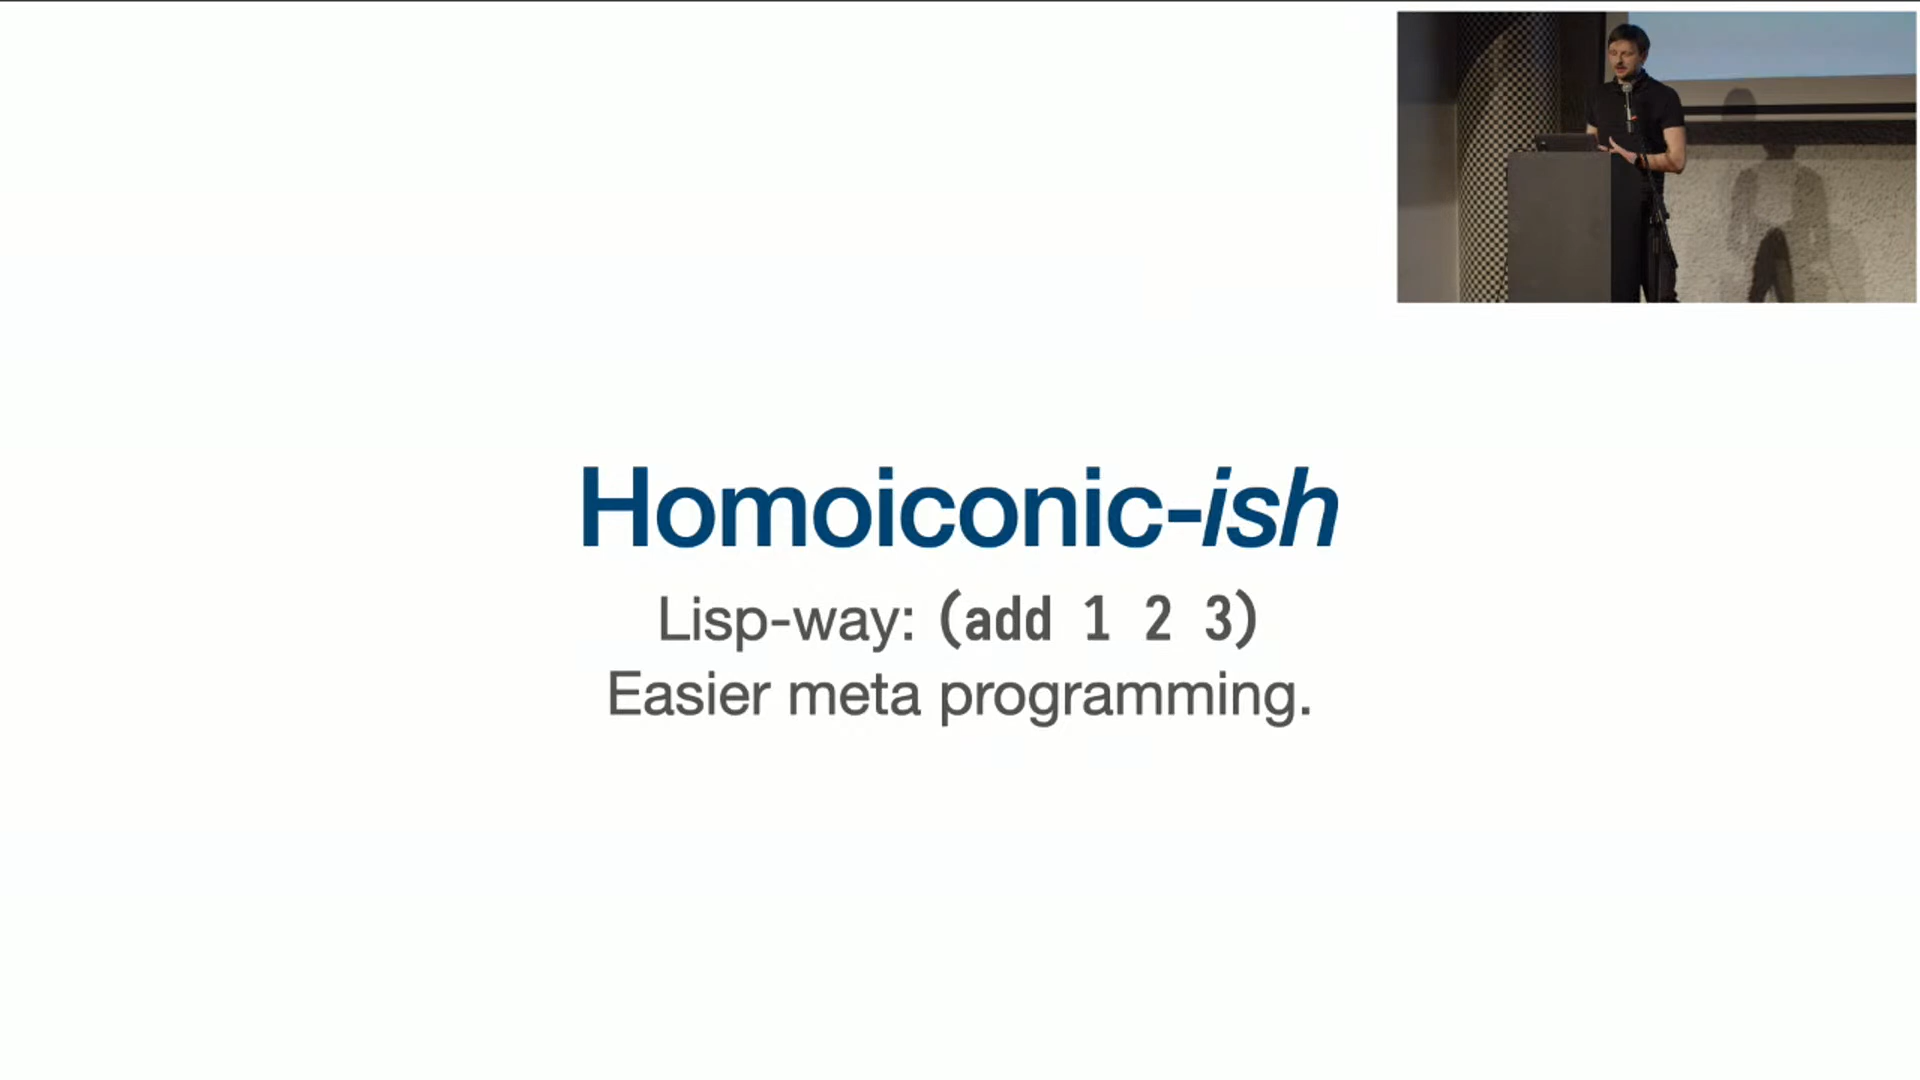 Homoiconic-ish
Lisp-way: (add 1 2 3)
Easier meta programming.